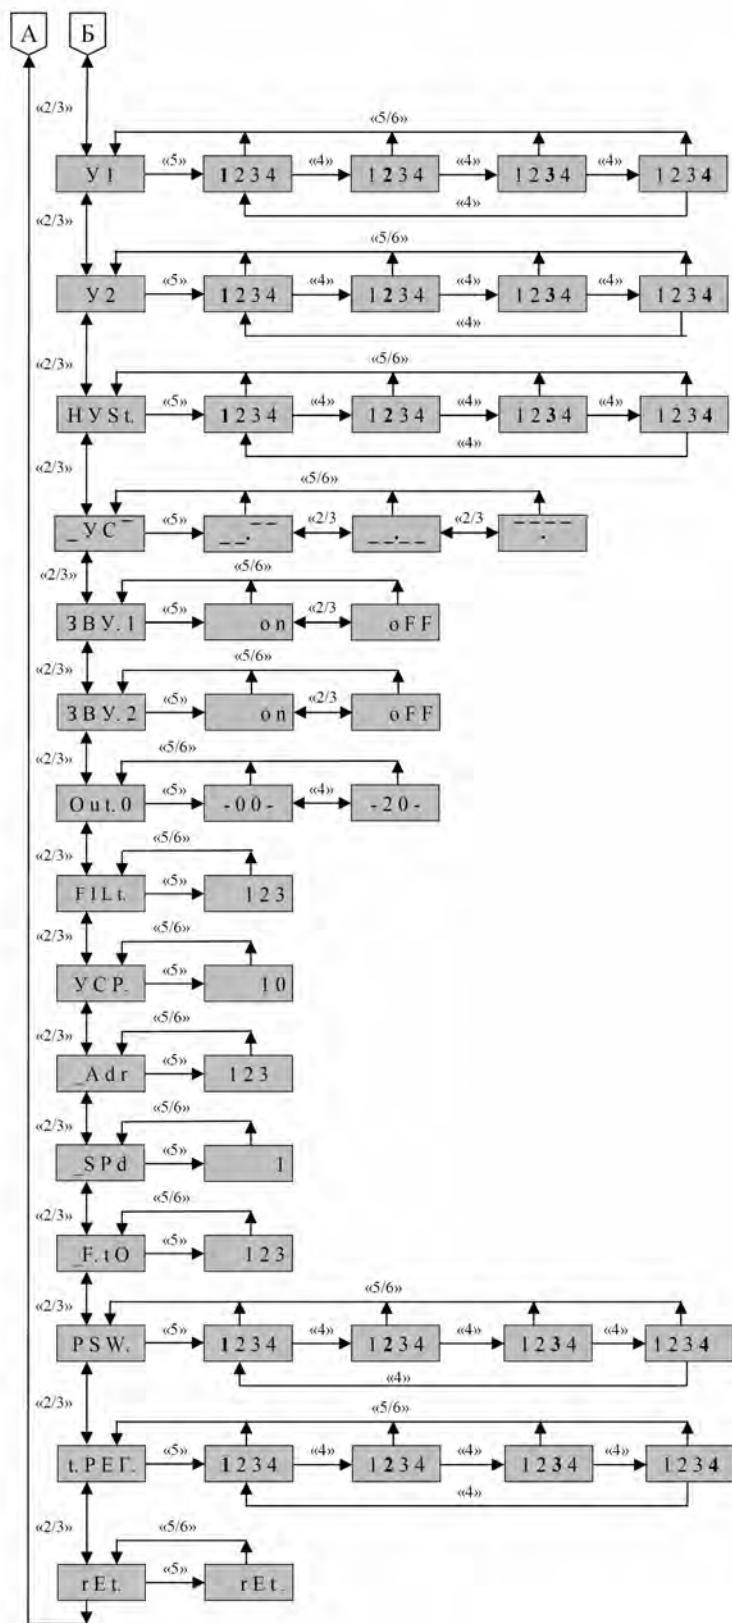 А Б
«2/3» «5/6»
У1 «5» 1234 «4» 1234 «4» 1234 «4» 1234
«4»
«2/3» «5/6»
У2 «5» 1234 «4» 1234 «4» 1234 «4» 1234
«4»
«2/3» «5/6»
НУSt. «5» 1234 «4» 1234 «4» 1234 «4» 1234
«4»
«2/3» «5/6»
_УС‾ «5» __.‾‾ «2/3» __.__ «2/3 ‾‾.‾‾
«2/3» «5/6»
ЗВУ.1 «5» on «2/3 oFF
«2/3» «5/6»
ЗВУ.2 «5» on «2/3 oFF
«2/3» «5/6»
Out.0 «5» -00- «4» -20-
«2/3» «5/6»
FILt. «5» 123
«2/3» «5/6»
УСР. «5» 10
«2/3» «5/6»
_Adr «5» 123
«2/3» «5/6»
_SPd «5» 1
«2/3» «5/6»
_F.tO «5» 123
«2/3» «5/6»
PSW. «5» 1234 «4» 1234 «4» 1234 «4» 1234
«4»
«2/3» «5/6»
t.РЕГ. «5» 1234 «4» 1234 «4» 1234 «4» 1234
«4»
«2/3» «5/6»
rEt. «5» rEt.